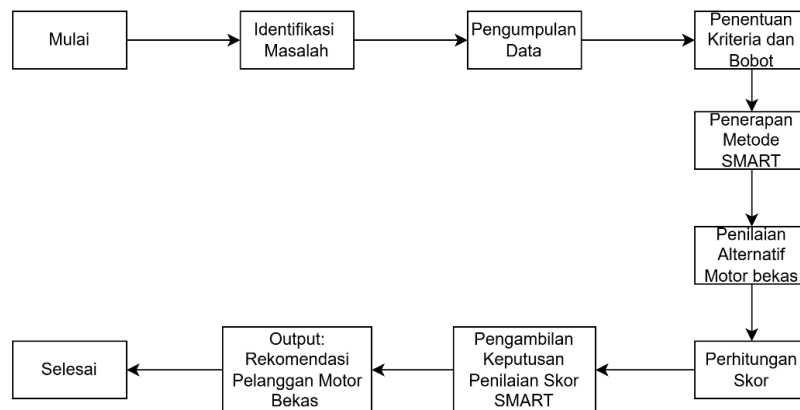 Mulai
Identifikasi
Masalah
Pengumpulan
Data
Penentuan
Kriteria dan
Bobot
Penerapan
Metode
SMART
Penilaian
Alternatif
Motor bekas
Perhitungan
Skor
Pengambilan
Keputusan
Penilaian Skor
SMART
Output:
Rekomendasi
Pelanggan Motor
Bekas
Selesai